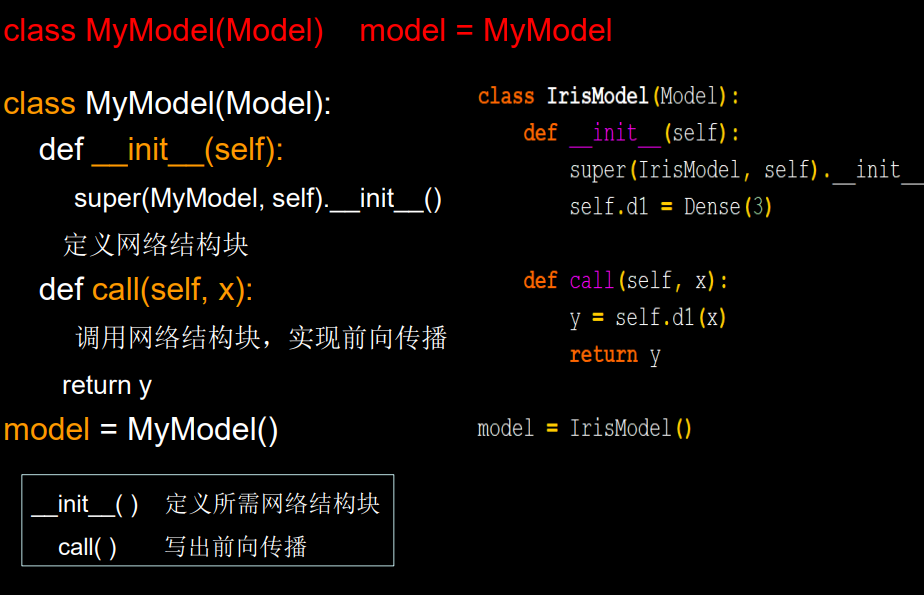 class MyModel(Model) model = MyModel
class MyModel(Model):
def __init__(self):
super(MyModel, self).__init__()
定义网络结构块
def call(self, x):
调用网络结构块，实现前向传播
return y
model = MyModel()
__init__( ) 定义所需网络结构块
call( ) 写出前向传播
class IrisModel(Model):
def __init__(self):
super(IrisModel, self).__init__
self.d1 = Dense(3)
def call(self, x):
y = self.d1(x)
return y
model = IrisModel()